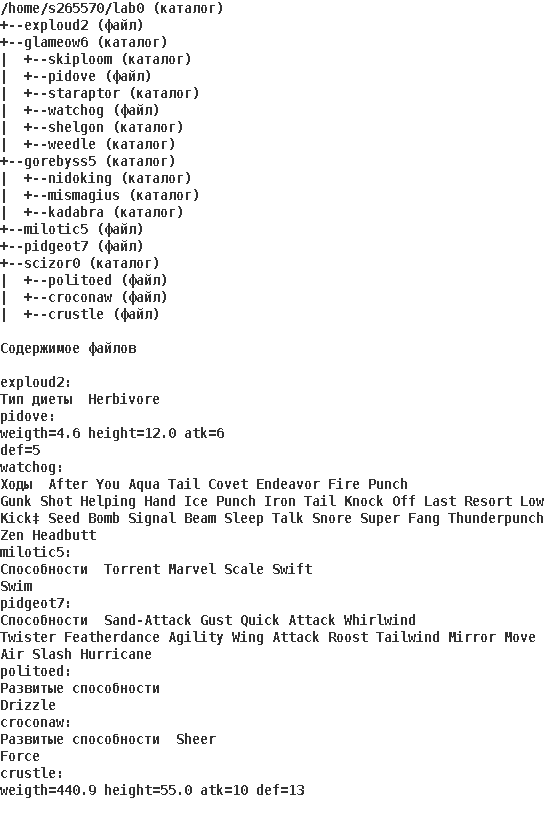 /home/s265570/lab0 (каталог)
+--exploud2 (файл)
+--glameow6 (каталог)
|  +--skiploom (каталог)
|  +--pidove (файл)
|  +--staraptor (каталог)
|  +--watchog (файл)
|  +--shelgon (каталог)
|  +--weedle (каталог)
+--gorebyss5 (каталог)
|  +--nidoking (каталог)
|  +--mismagius (каталог)
|  +--kadabra (каталог)
+--milotic5 (файл)
+--pidgeot7 (файл)
+--scizor0 (каталог)
|  +--politoed (файл)
|  +--croconaw (файл)
|  +--crustle (файл)

Содержимое файлов

exploud2:
Тип диеты  Herbivore
pidove:
weigth=4.6 height=12.0 atk=6
def=5
watchog:
Ходы  After You Aqua Tail Covet Endeavor Fire Punch
Gunk Shot Helping Hand Ice Punch Iron Tail Knock Off Last Resort Low
Kick‡ Seed Bomb Signal Beam Sleep Talk Snore Super Fang Thunderpunch
Zen Headbutt
milotic5:
Способности  Torrent Marvel Scale Swift
Swim
pidgeot7:
Способности  Sand-Attack Gust Quick Attack Whirlwind
Twister Featherdance Agility Wing Attack Roost Tailwind Mirror Move
Air Slash Hurricane
politoed:
Развитые способности
Drizzle
croconaw:
Развитые способности  Sheer
Force
crustle:
weigth=440.9 height=55.0 atk=10 def=13